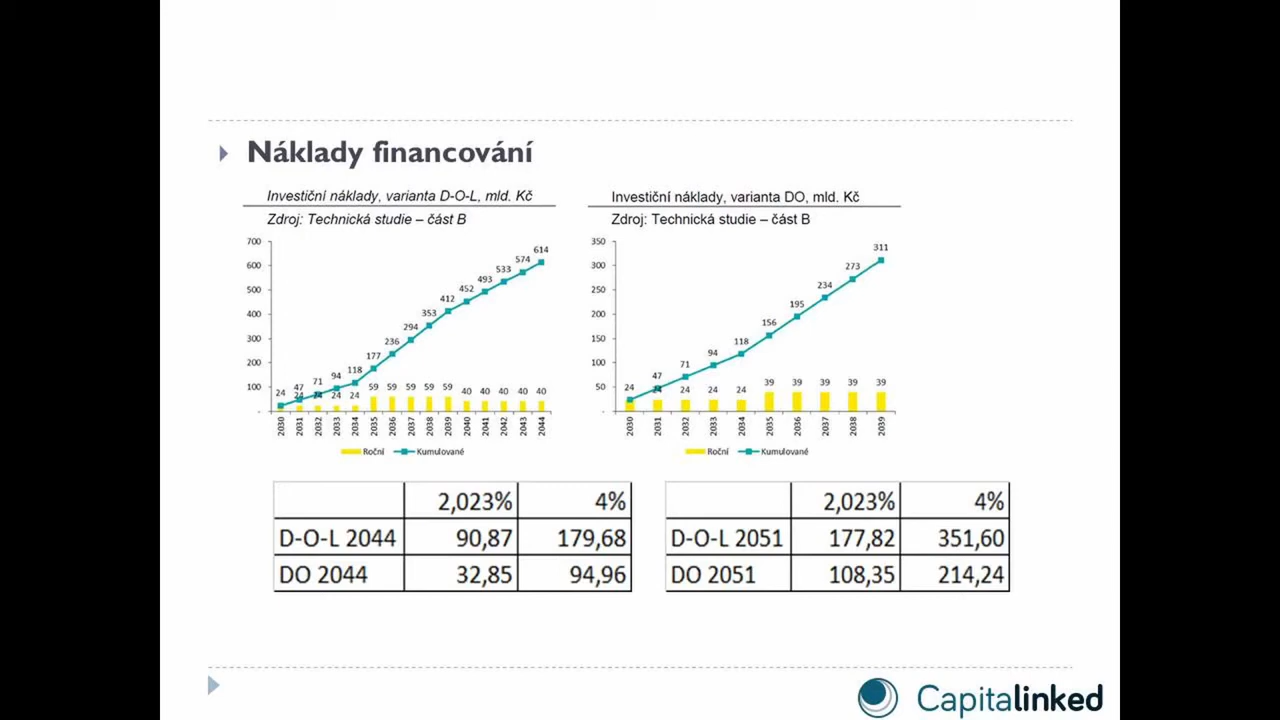 Náklady financování
Investiční náklady, varianta D-O-L, mld. Kč
Zdroj: Technická studie – část B
700
600
500
400
300
200
100
-
24 47 71 94 118 177 236 294 353 412 452 493 533 574 614
24 24 24 24 59 59 59 59 59 40 40 40 40 40
2030 2031 2032 2033 2034 2035 2036 2037 2038 2039 2040 2041 2042 2043 2044
Roční Kumulované
Investiční náklady, varianta DO, mld. Kč
Zdroj: Technická studie – část B
350
300
250
200
150
100
50
-
24 47 71 94 118 156 195 234 273 311
24 24 24 24 39 39 39 39 39
2030 2031 2032 2033 2034 2035 2036 2037 2038 2039
Roční Kumulované
2,023% 4%
D-O-L 2044 90,87 179,68
DO 2044 32,85 94,96
2,023% 4%
D-O-L 2051 177,82 351,60
DO 2051 108,35 214,24
Capitalinked